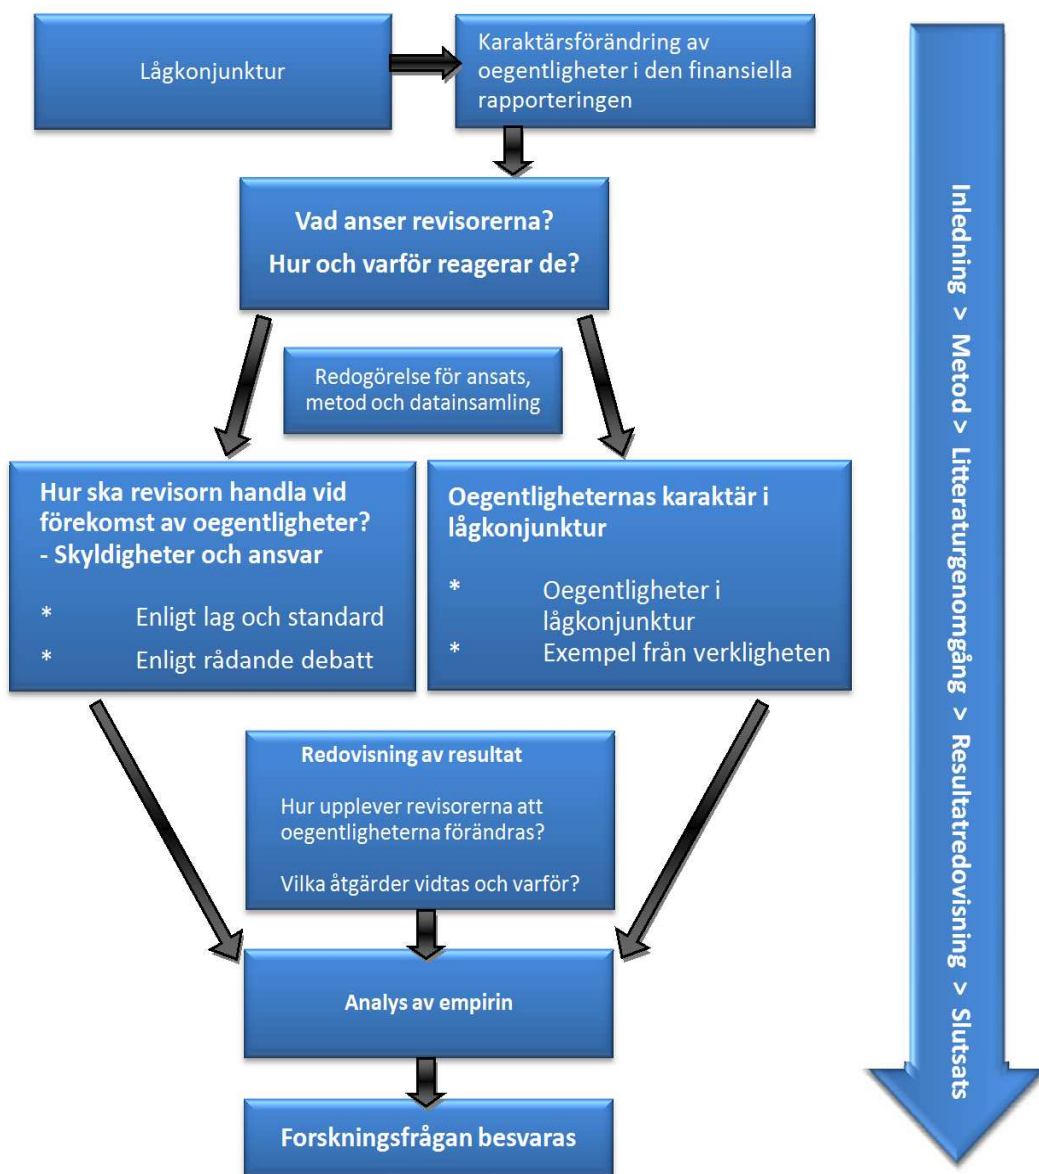 Lågkonjunktur
Karaktärsförändring av
oegentligheter i den finansiella
rapporteringen
Vad anser revisorerna?
Hur och varför reagerar de?
Redogörelse för ansats,
metod och datainsamling
Hur ska revisorn handla vid
förekomst av oegentligheter?
- Skyldigheter och ansvar
* Enligt lag och standard
* Enligt rådande debatt
Oegentligheternas karaktär i
lågkonjunktur
* Oegentligheter i
lågkonjunktur
* Exempel från verkligheten
Redovisning av resultat
Hur upplever revisorerna att
oegentligheterna förändras?
Vilka åtgärder vidtas och varför?
Analys av empirin
Forskningsfrågan besvaras
Inledning > Metod > Litteraturgenomgång > Resultatredovisning > Slutsats